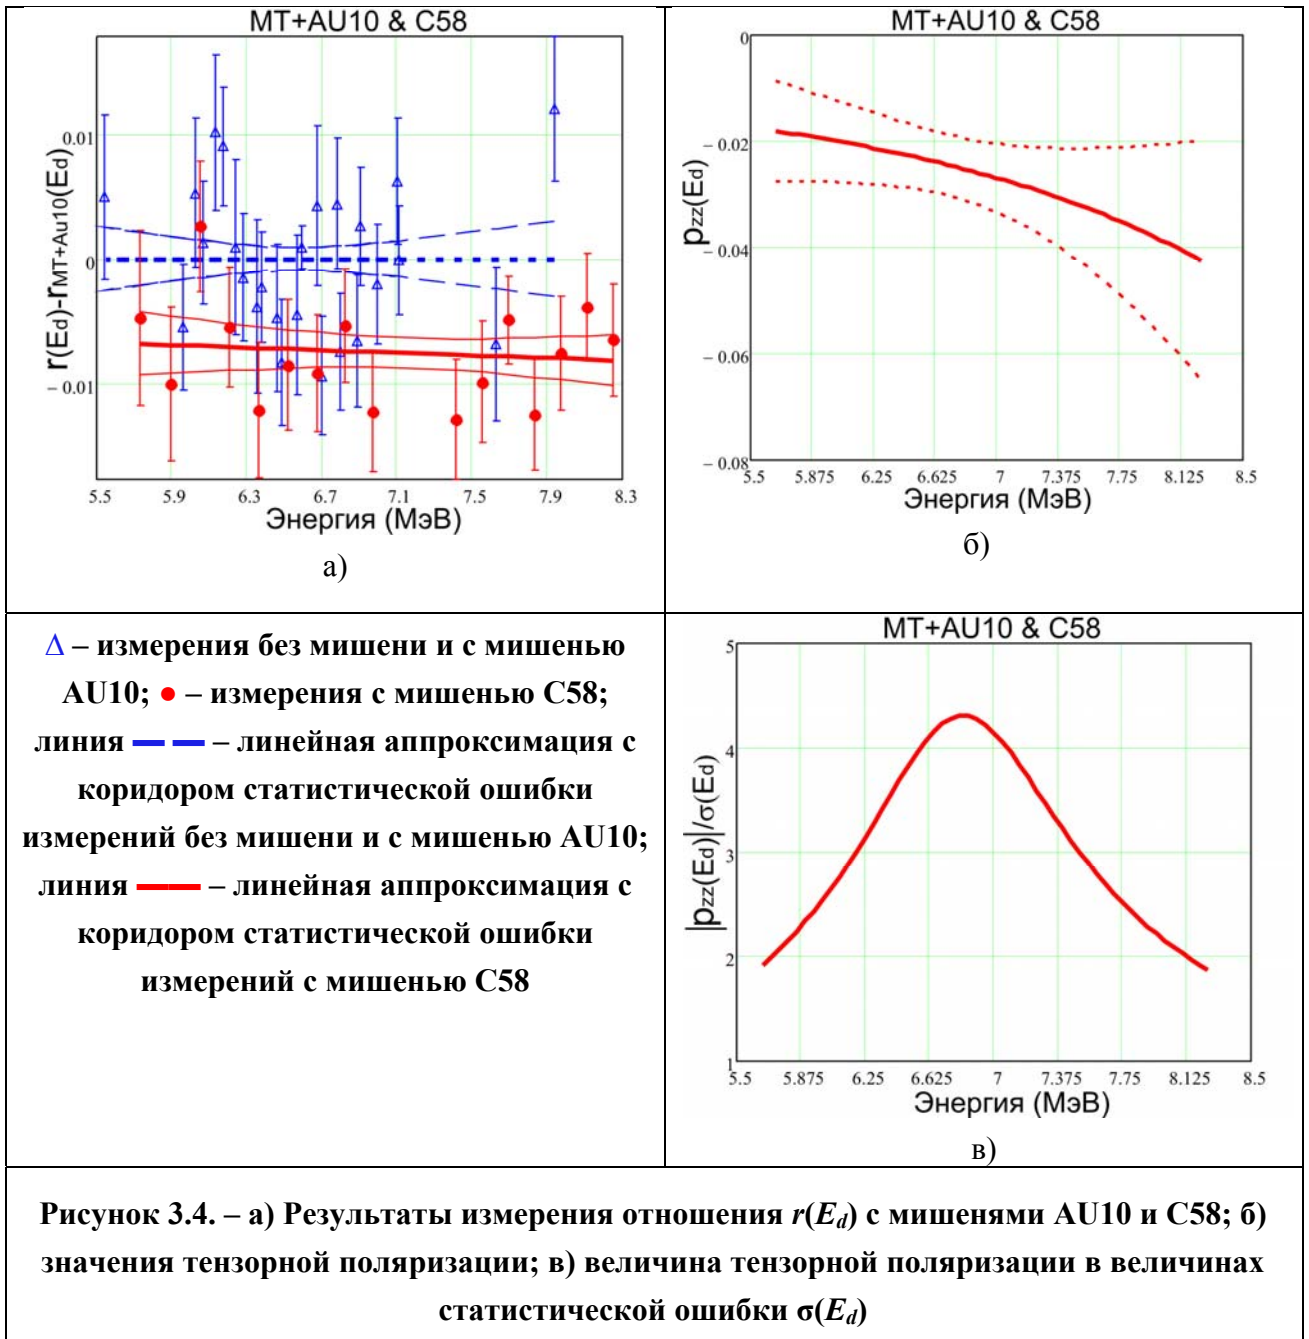 MT+AU10 & C58
r(Ed)-rMT+Au10(Ed)
0.01
0
– 0.01
5.5 5.9 6.3 6.7 7.1 7.5 7.9 8.3
Энергия (МэВ)
а)
MT+AU10 & C58
pzz(Ed)
0
– 0.02
– 0.04
– 0.06
– 0.08
5.5 5.875 6.25 6.625 7 7.375 7.75 8.125 8.5
Энергия (МэВ)
б)
Δ – измерения без мишени и с мишенью
AU10; ● – измерения с мишенью C58;
линия – линейная аппроксимация с
коридором статистической ошибки
измерений без мишени и с мишенью AU10;
линия – линейная аппроксимация с
коридором статистической ошибки
измерений с мишенью C58
MT+AU10 & C58
|pzz(Ed)|/σ(Ed)
5
4
3
2
1
5.5 5.875 6.25 6.625 7 7.375 7.75 8.125 8.5
Энергия (МэВ)
в)
Рисунок 3.4. – а) Результаты измерения отношения r(Ed) с мишенями AU10 и C58; б)
значения тензорной поляризации; в) величина тензорной поляризации в величинах
статистической ошибки σ(Ed)